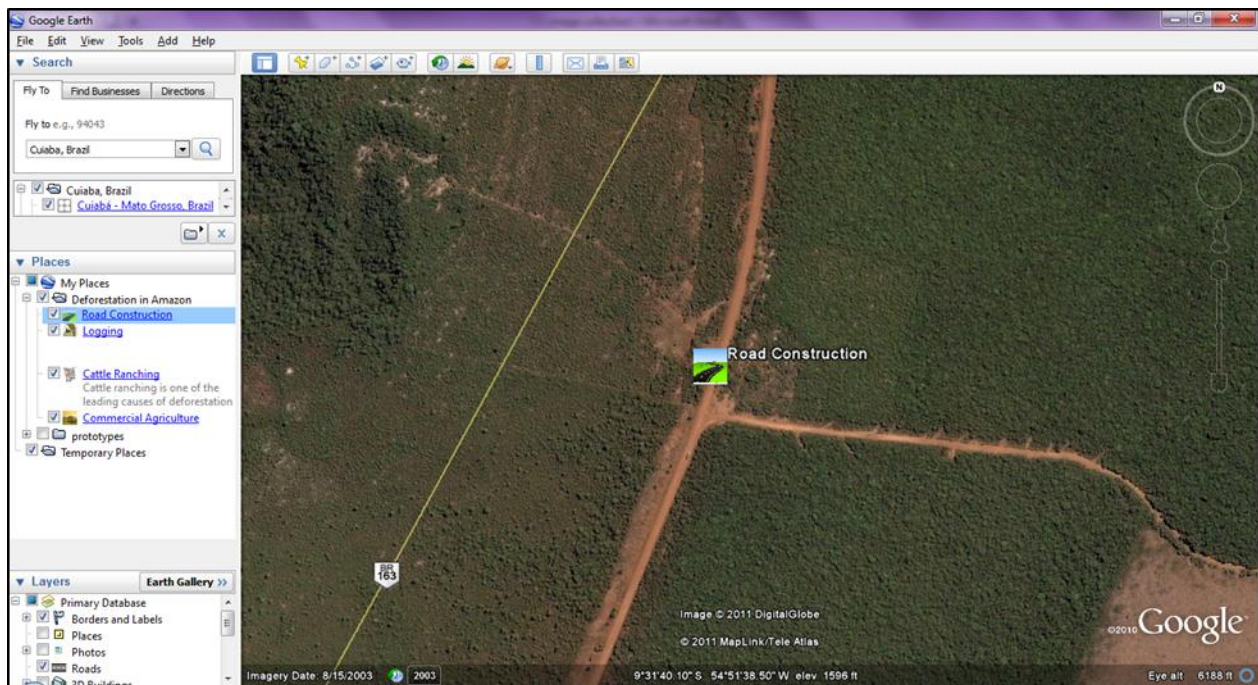 Google Earth
File Edit View Tools Add Help
Search
Fly To Find Businesses Directions
Fly to e.g., 94043
Cuiaba, Brazil
Cuiaba, Brazil
Cuiabá - Mato Grosso, Brazil
Places
My Places
Deforestation in Amazon
Road Construction
Logging
Cattle Ranching
Cattle ranching is one of the
leading causes of deforestation
Commercial Agriculture
prototypes
Temporary Places
Layers Earth Gallery >>
Primary Database
Borders and Labels
Places
Photos
Roads
3D Buildings
N
Road Construction
BR
163
Image © 2011 DigitalGlobe
© 2011 MapLink/Tele Atlas
©2010 Google
Imagery Date: 8/15/2003 2003 9°31'40.10" S 54°51'38.50" W elev 1596 ft Eye alt 6188 ft